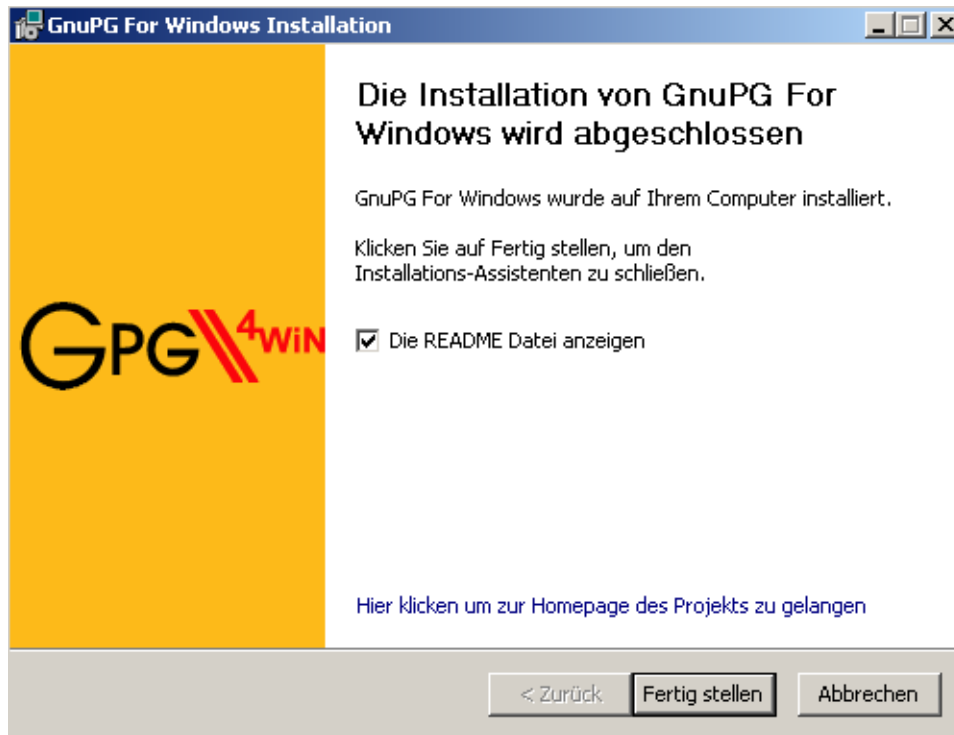 GnuPG For Windows Installation
Die Installation von GnuPG For
Windows wird abgeschlossen
GnuPG For Windows wurde auf Ihrem Computer installiert.
Klicken Sie auf Fertig stellen, um den
Installations-Assistenten zu schließen.
GPG4WiN
Die README Datei anzeigen
Hier klicken um zur Homepage des Projekts zu gelangen
< Zurück
Fertig stellen
Abbrechen